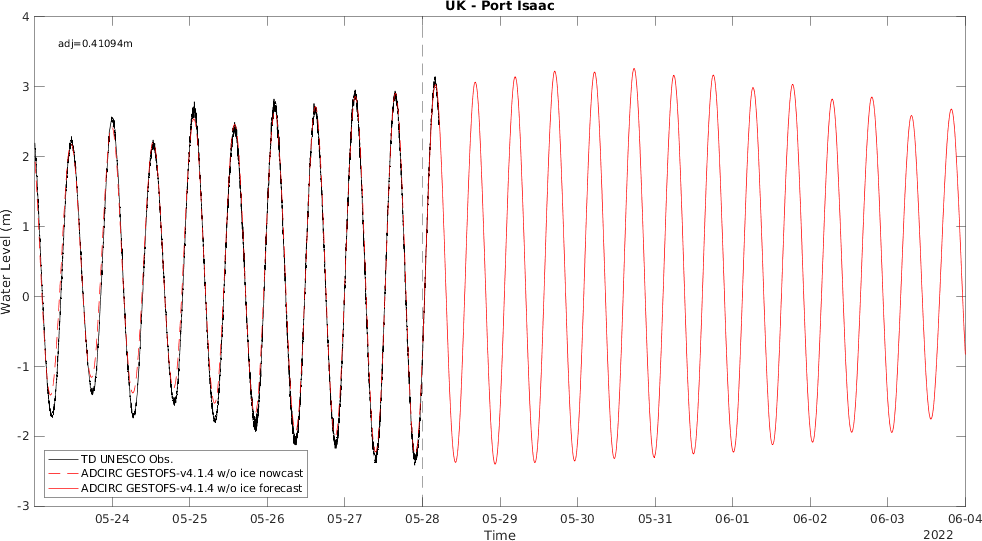 UK - Port Isaac
adj=0.41094m
4
3
2
1
0
-1
-2
-3
Water Level (m)
TD UNESCO Obs.
ADCIRC GESTOFS-v4.1.4 w/o ice nowcast
ADCIRC GESTOFS-v4.1.4 w/o ice forecast
05-24 05-25 05-26 05-27 05-28 05-29 05-30 05-31 06-01 06-02 06-03 06-04
Time
2022